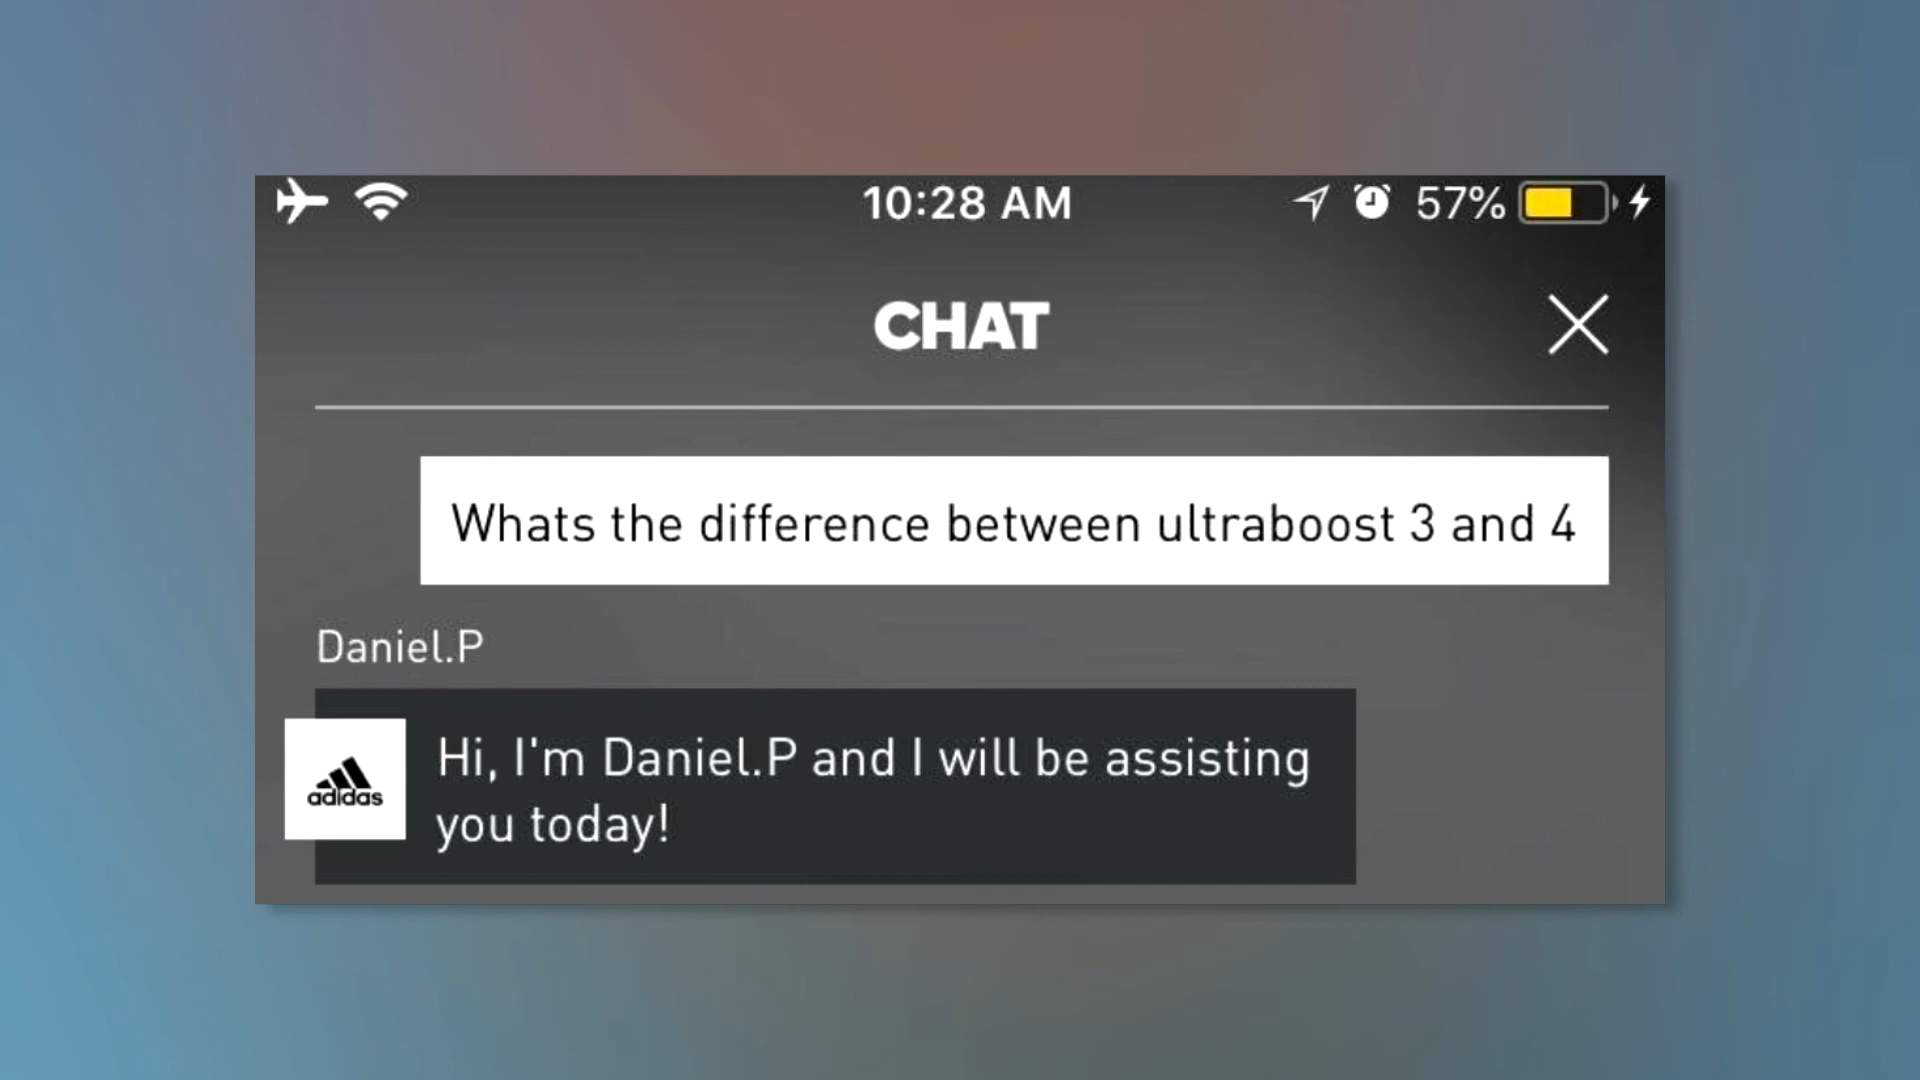 10:28 AM 57%
CHAT
Whats the difference between ultraboost 3 and 4
Daniel.P
adidas
Hi, I'm Daniel.P and I will be assisting
you today!